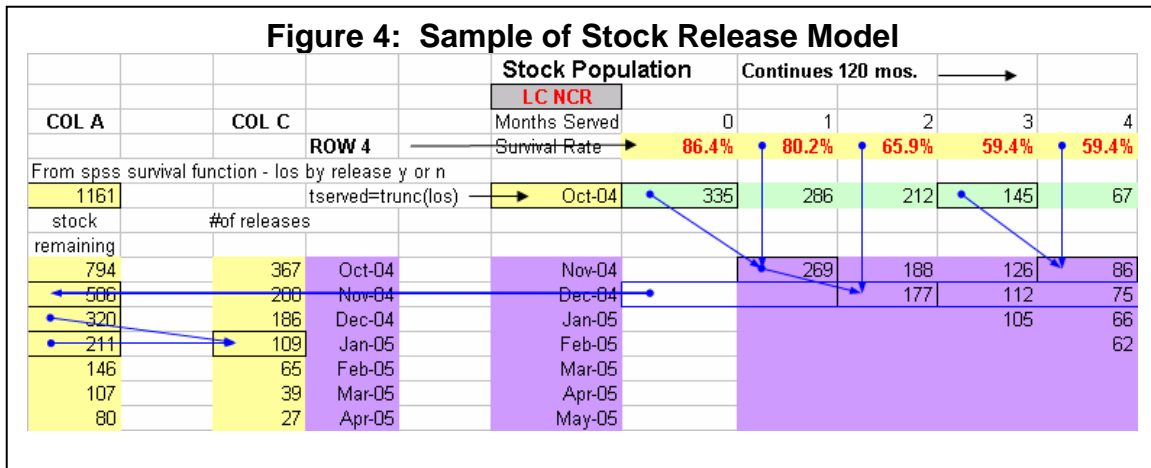 Figure 4: Sample of Stock Release Model
Stock Population Continues 120 mos.
LC NCR
COL A COL C Months Served 0 1 2 3 4
ROW 4 Survival Rate 86.4% 80.2% 65.9% 59.4% 59.4%
From spss survival function - los by release y or n
1161 tserved=trunc(los) Oct-04 335 286 212 145 67
stock #of releases
remaining
794 367 Oct-04 Nov-04 269 188 126 86
506 288 Nov-04 Dec-04 177 112 75
320 186 Dec-04 Jan-05 105 66
211 109 Jan-05 Feb-05 62
146 65 Feb-05 Mar-05
107 39 Mar-05 Apr-05
80 27 Apr-05 May-05